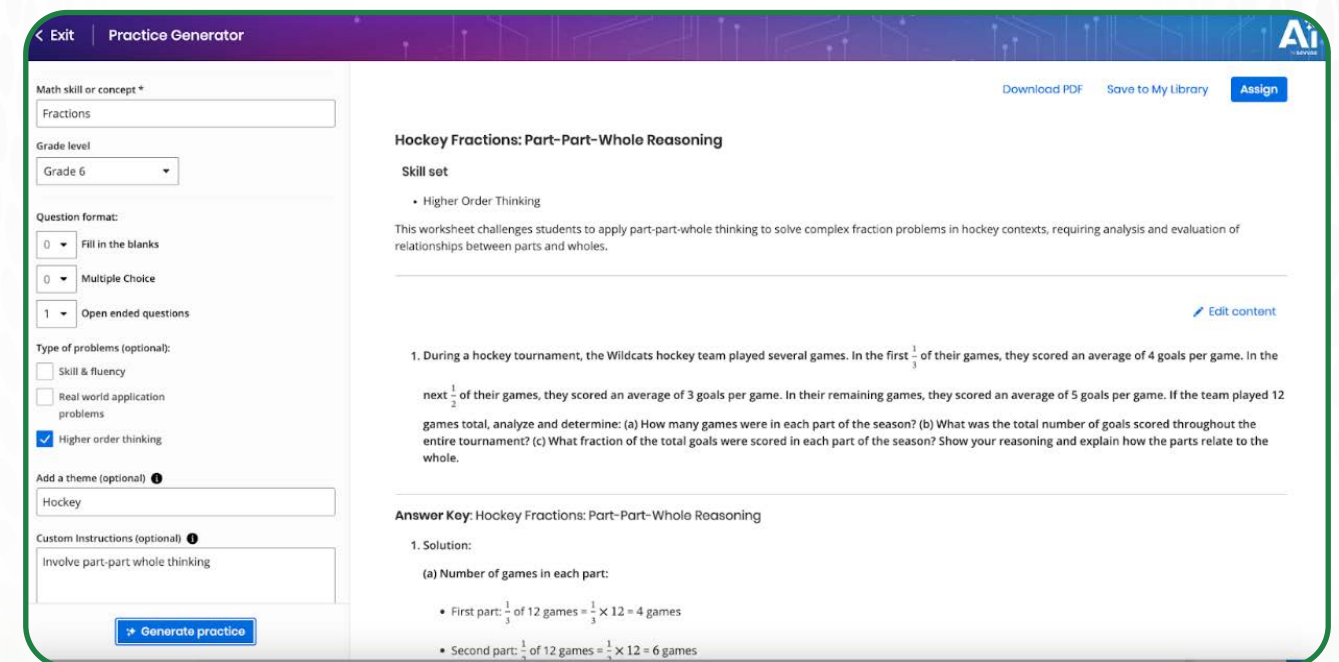 < Exit
Practice Generator
Ai
by savvas
Math skill or concept *
Fractions
Grade level
Grade 6
Question format:
0
Fill in the blanks
0
Multiple Choice
1
Open ended questions
Type of problems (optional):
Skill & fluency
Real world application
problems
Higher order thinking
Add a theme (optional)
Hockey
Custom Instructions (optional)
Involve part-part whole thinking
Generate practice
Download PDF
Save to My Library
Assign
Hockey Fractions: Part-Part-Whole Reasoning
Skill set
• Higher Order Thinking
This worksheet challenges students to apply part-part-whole thinking to solve complex fraction problems in hockey contexts, requiring analysis and evaluation of
relationships between parts and wholes.
Edit content
1. During a hockey tournament, the Wildcats hockey team played several games. In the first 1/3 of their games, they scored an average of 4 goals per game. In the
next 1/2 of their games, they scored an average of 3 goals per game. In their remaining games, they scored an average of 5 goals per game. If the team played 12
games total, analyze and determine: (a) How many games were in each part of the season? (b) What was the total number of goals scored throughout the
entire tournament? (c) What fraction of the total goals were scored in each part of the season? Show your reasoning and explain how the parts relate to the
whole.
Answer Key: Hockey Fractions: Part-Part-Whole Reasoning
1. Solution:
(a) Number of games in each part:
• First part: 1/3 of 12 games = 1/3 × 12 = 4 games
• Second part: 1/2 of 12 games = 1/2 × 12 = 6 games